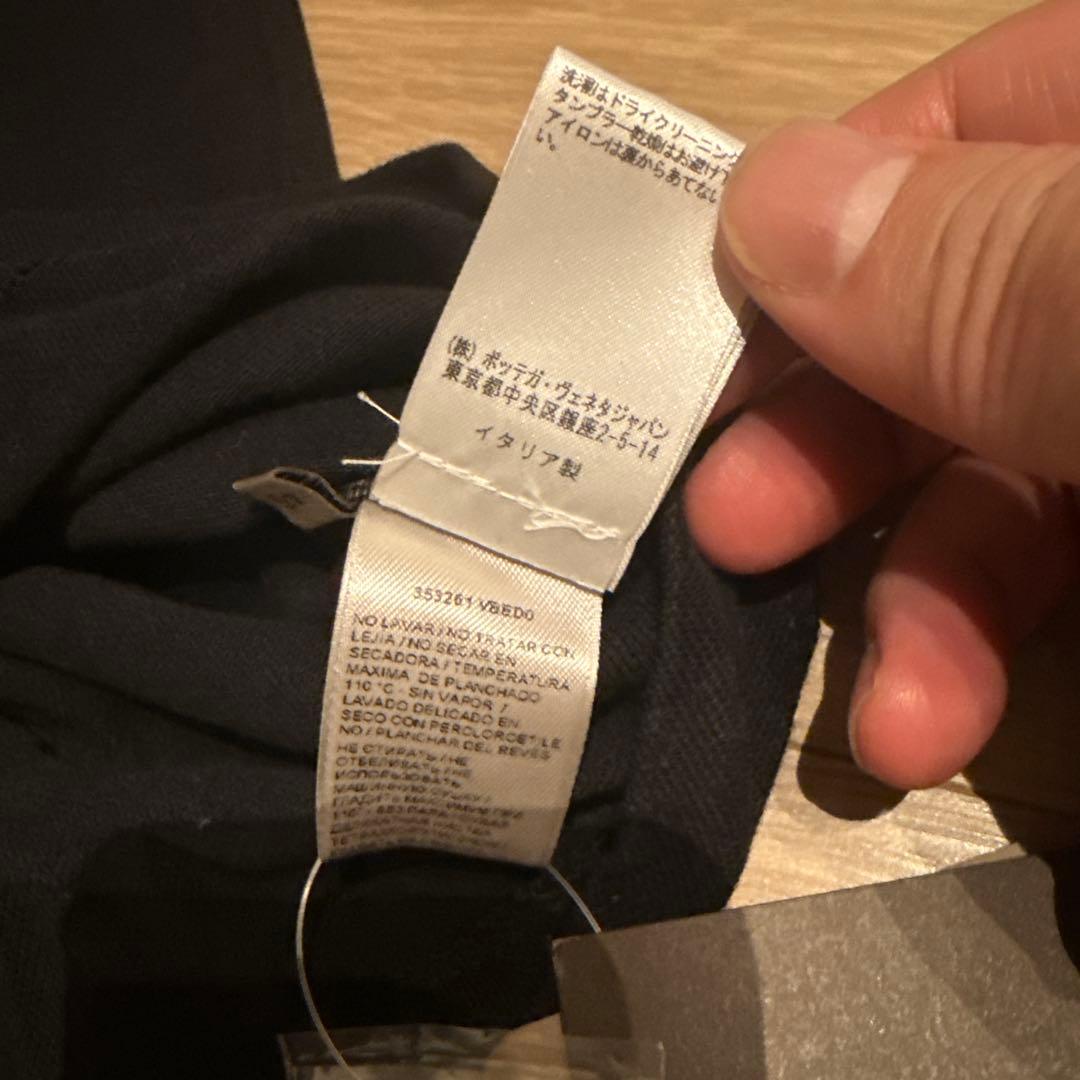 洗濯はドライクリーニン
タンブラー乾燥はお避け
アイロンは裏からあてな
い。
(株) ボッテガ・ヴェネタジャパン
東京都中央区銀座2-5-14
イタリア製
353261 VBED0
NO LAVAR / NO TRATAR CON
LEJIA / NO SECAR EN
SECADORA / TEMPERATURA
MAXIMA DE PLANCHADO
110 °C - SIN VAPOR /
LAVADO DELICADO EN
SECO CON PERCLOROETILE
NO / PLANCHAR DEL REVES
НЕ СТИРАТЬ / НЕ
ОТБЕЛИВАТЬ / НЕ
ИСПОЛЬЗОВАТЬ